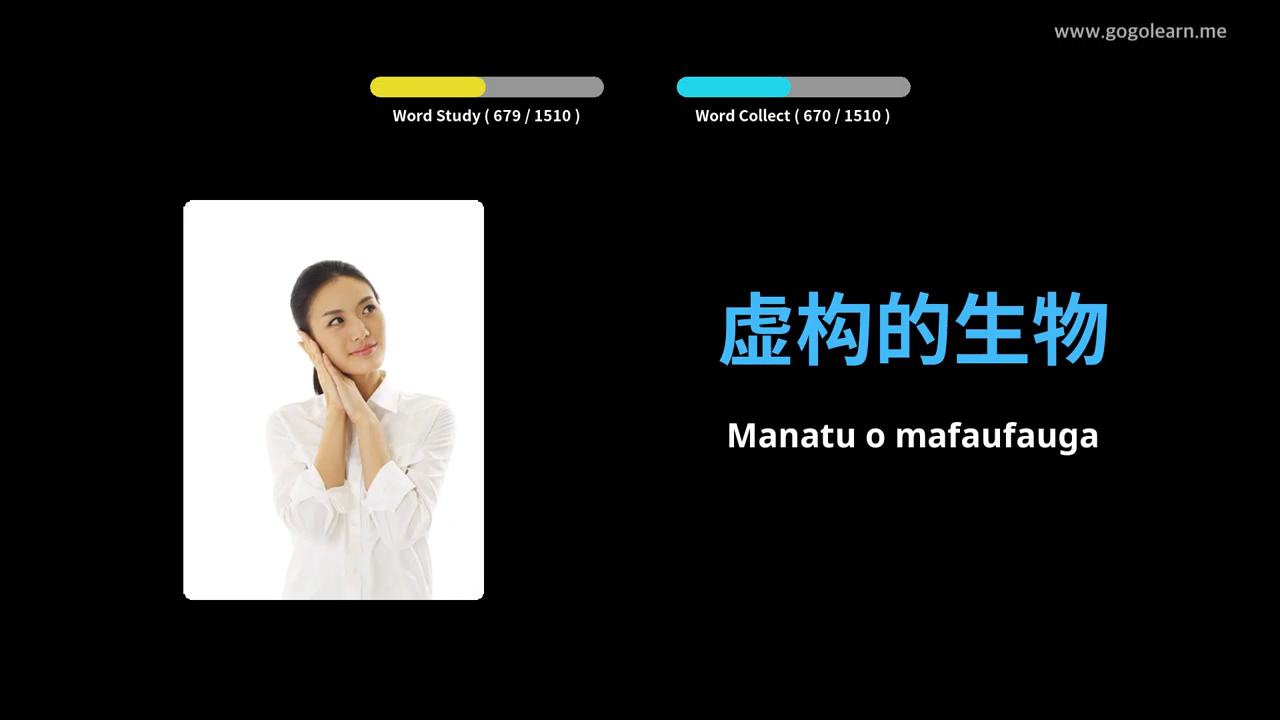 www.gogolearn.me
Word Study ( 679 / 1510 )
Word Collect ( 670 / 1510 )
虚构的生物
Manatu o mafaufauga